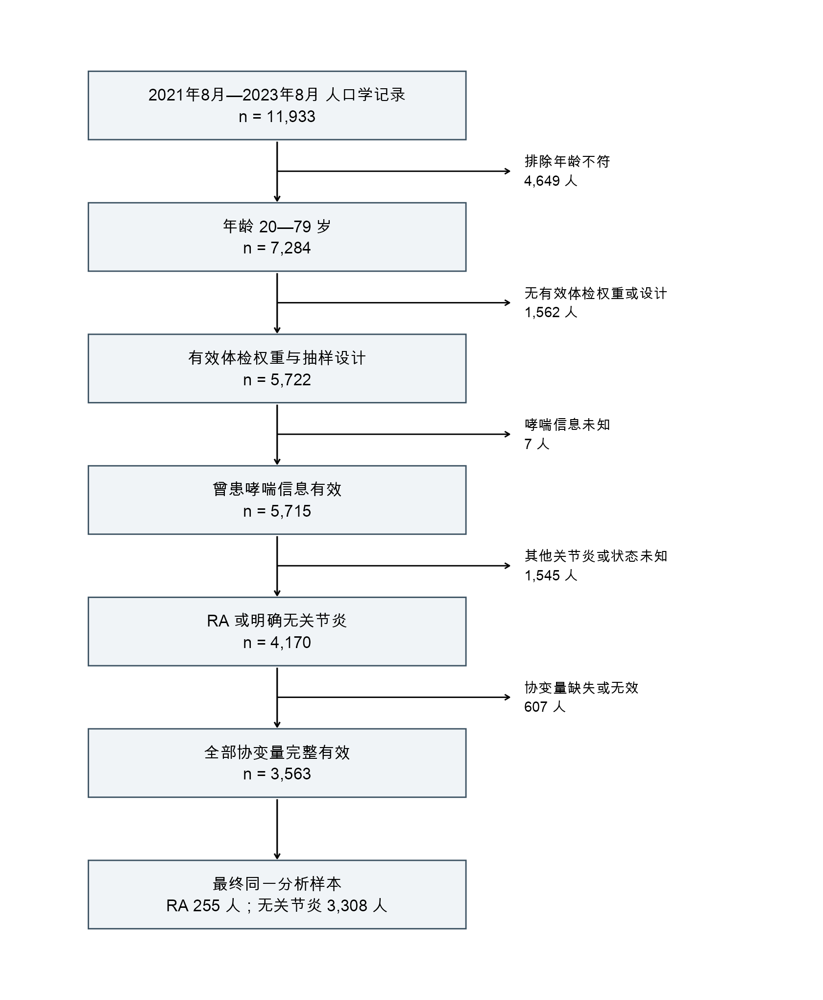 2021年8月—2023年8月 人口学记录
n = 11,933
排除年龄不符
4,649 人
年龄 20—79 岁
n = 7,284
无有效体检权重或设计
1,562 人
有效体检权重与抽样设计
n = 5,722
哮喘信息未知
7 人
曾患哮喘信息有效
n = 5,715
其他关节炎或状态未知
1,545 人
RA 或明确无关节炎
n = 4,170
协变量缺失或无效
607 人
全部协变量完整有效
n = 3,563
最终同一分析样本
RA 255 人；无关节炎 3,308 人